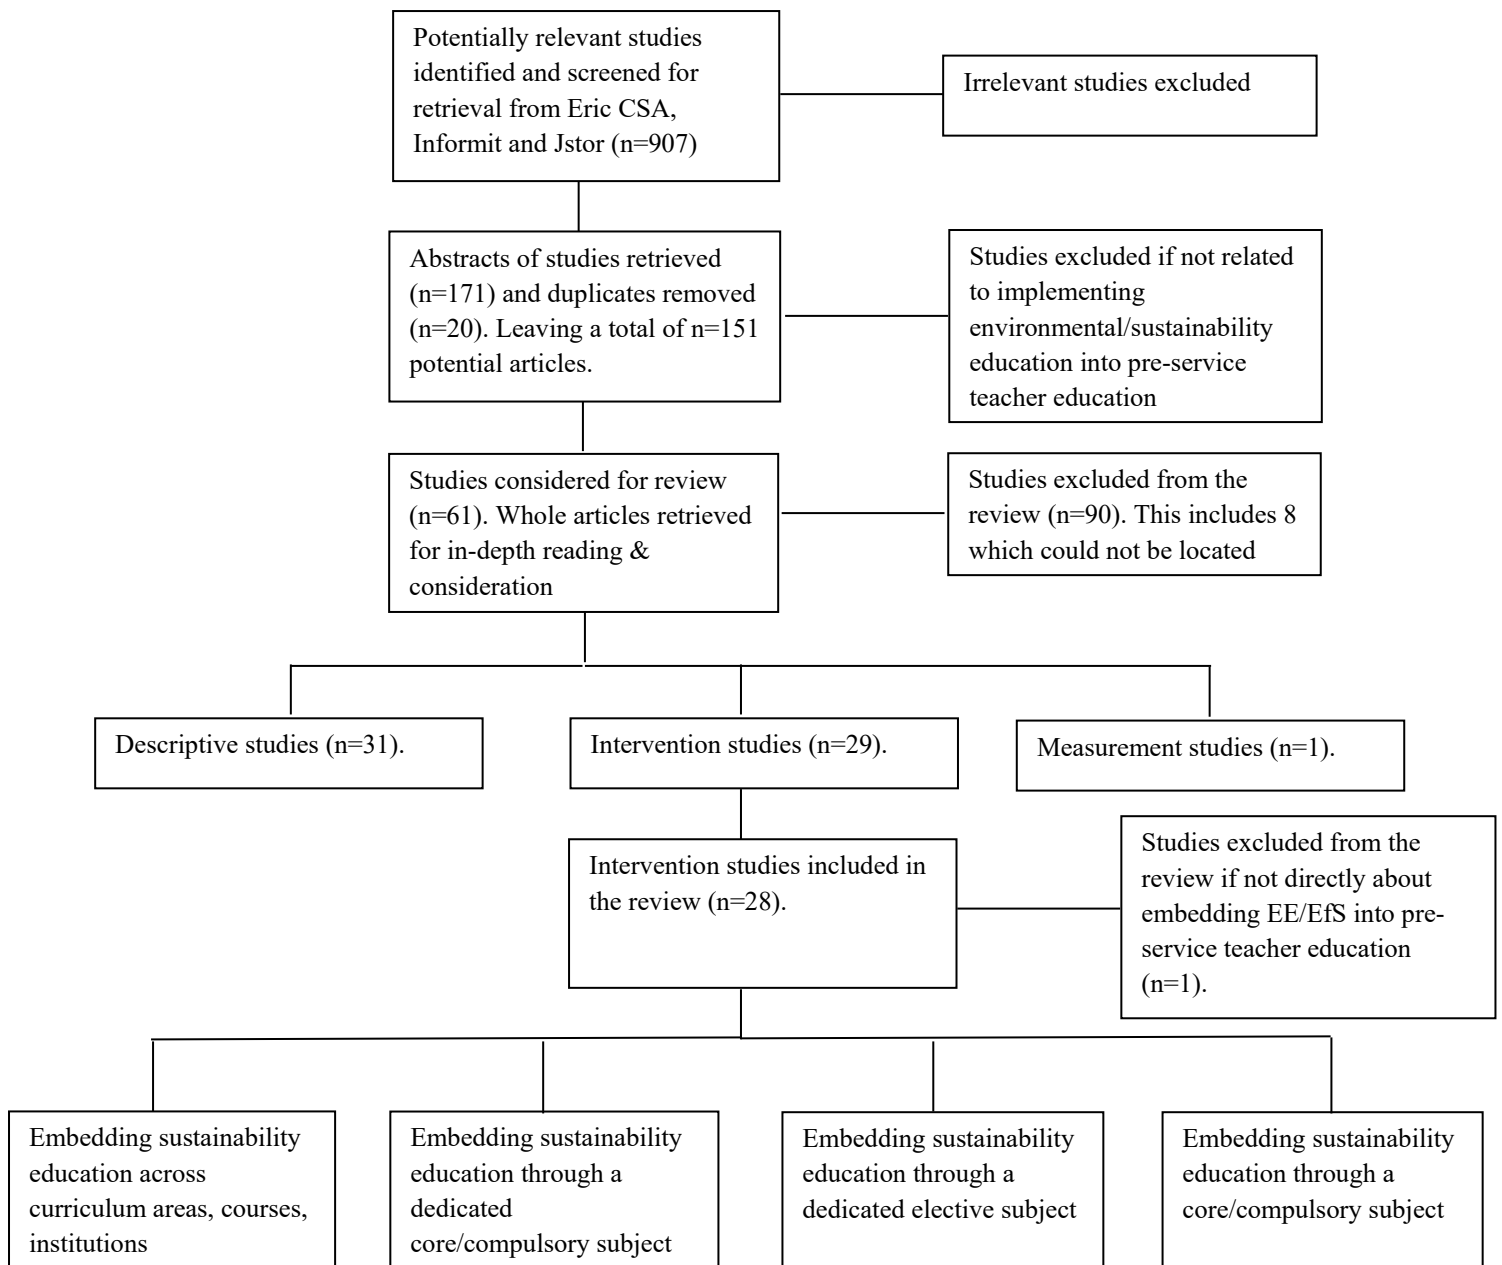 Potentially relevant studies
identified and screened for
retrieval from Eric CSA,
Informit and Jstor (n=907)
Irrelevant studies excluded
Abstracts of studies retrieved
(n=171) and duplicates removed
(n=20). Leaving a total of n=151
potential articles.
Studies excluded if not related
to implementing
environmental/sustainability
education into pre-service
teacher education
Studies considered for review
(n=61). Whole articles retrieved
for in-depth reading &
consideration
Studies excluded from the
review (n=90). This includes 8
which could not be located
Descriptive studies (n=31).
Intervention studies (n=29).
Measurement studies (n=1).
Intervention studies included in
the review (n=28).
Studies excluded from the
review if not directly about
embedding EE/EfS into pre-
service teacher education
(n=1).
Embedding sustainability
education across
curriculum areas, courses,
institutions
Embedding sustainability
education through a
dedicated
core/compulsory subject
Embedding sustainability
education through a
dedicated elective subject
Embedding sustainability
education through a
core/compulsory subject